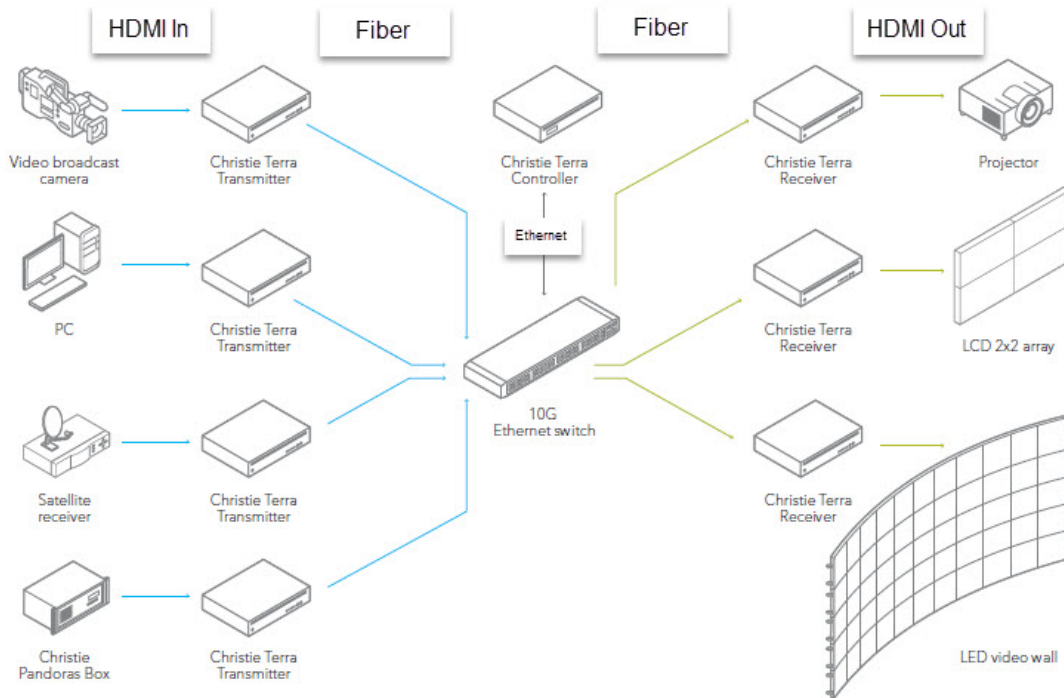 HDMI In
Fiber
Fiber
HDMI Out
Video broadcast
camera
Christie Terra
Transmitter
Christie Terra
Controller
Christie Terra
Receiver
Projector
Ethernet
PC
Christie Terra
Transmitter
Christie Terra
Receiver
LCD 2x2 array
10G
Ethernet switch
Satellite
receiver
Christie Terra
Transmitter
Christie Terra
Receiver
Christie
Pandoras Box
Christie Terra
Transmitter
LED video wall